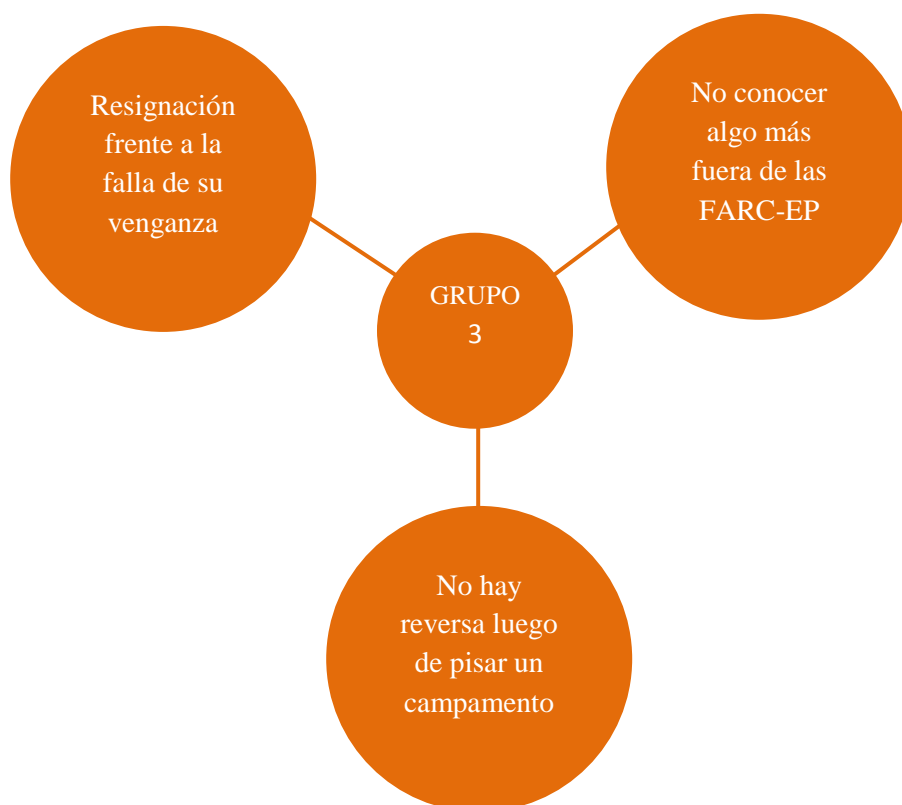 Resignación
frente a la
falla de su
venganza
No conocer
algo más
fuera de las
FARC-EP
GRUPO
3
No hay
reversa luego
de pisar un
campamento